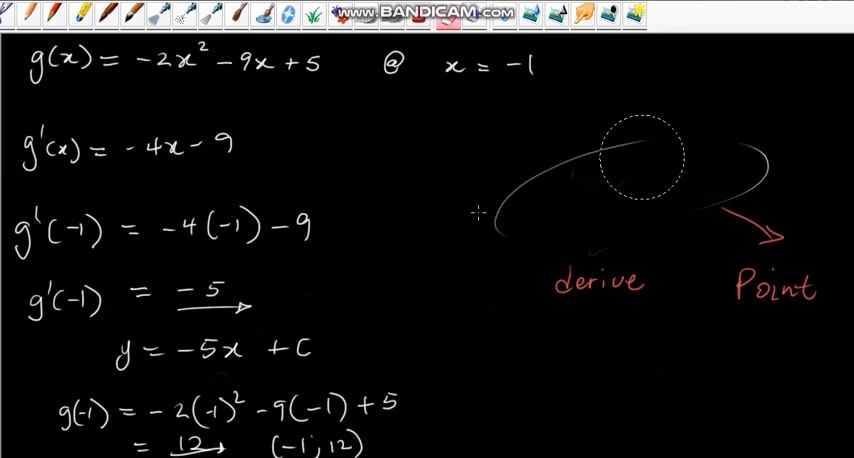 www.BANDICAM.com
g(x) = -2x² - 9x + 5 @ x = -1
g'(x) = -4x - 9
g'(-1) = -4(-1) - 9
g'(-1) = -5
derive Point
y = -5x + C
g(-1) = -2(-1)² - 9(-1) + 5
= 12 (-1; 12)